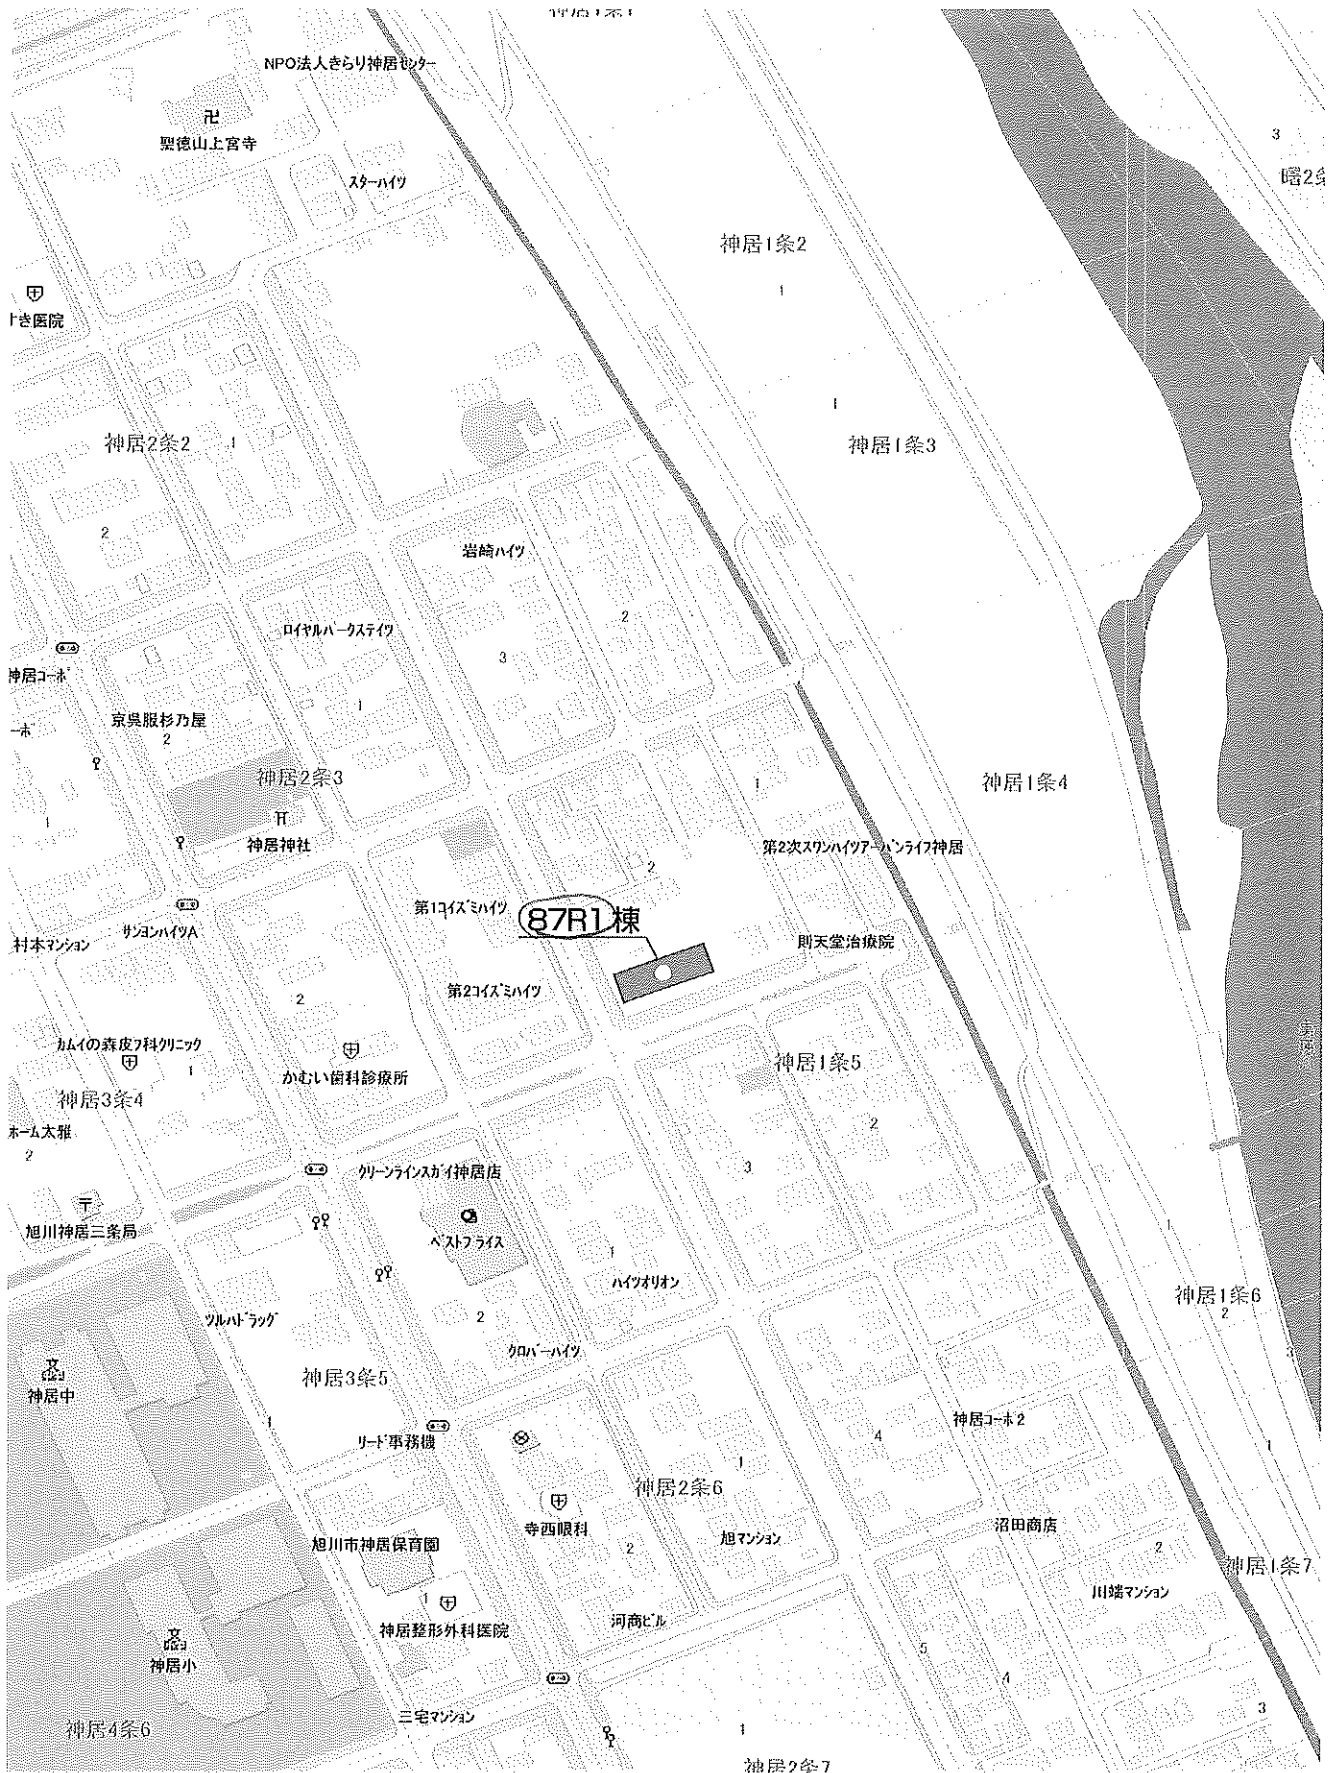 NPO法人きらり神居センター
卍
聖徳山上宮寺
3
スターハイツ
神居1条2
1
すき医院
1
神居2条2
1
神居1条3
2
岩崎ハイツ
2
ロイヤルパークステイツ
3
神居コーポ
1
京呉服杉乃屋
2
神居2条3
1
神居1条4
1
神居神社
第2次スワンハイツアーバンライフ神居
2
第1コイズミハイツ
87R1棟
サンヨンハイツA
村本マンション
則天堂治療院
第2コイズミハイツ
2
カムイの森皮フ科クリニック
1
神居1条5
かむい歯科診療所
神居3条4
ホーム太雅
2
2
3
クリーンラインスガイ神居店
〒
旭川神居三条局
ベストプライス
1
1
ハイツオリオン
神居1条6
2
ツルハドラッグ
2
クロバーハイツ
3
文
神居中
神居3条5
1
リード事務機
神居コーポ2
4
1
1
神居2条6
寺西眼科
旭マンション
沼田商店
旭川市神居保育園
2
2
神居1条7
1
川端マンション
神居整形外科医院
河商ビル
文
神居小
5
4
三宅マンション
3
神居4条6
1
神居2条7